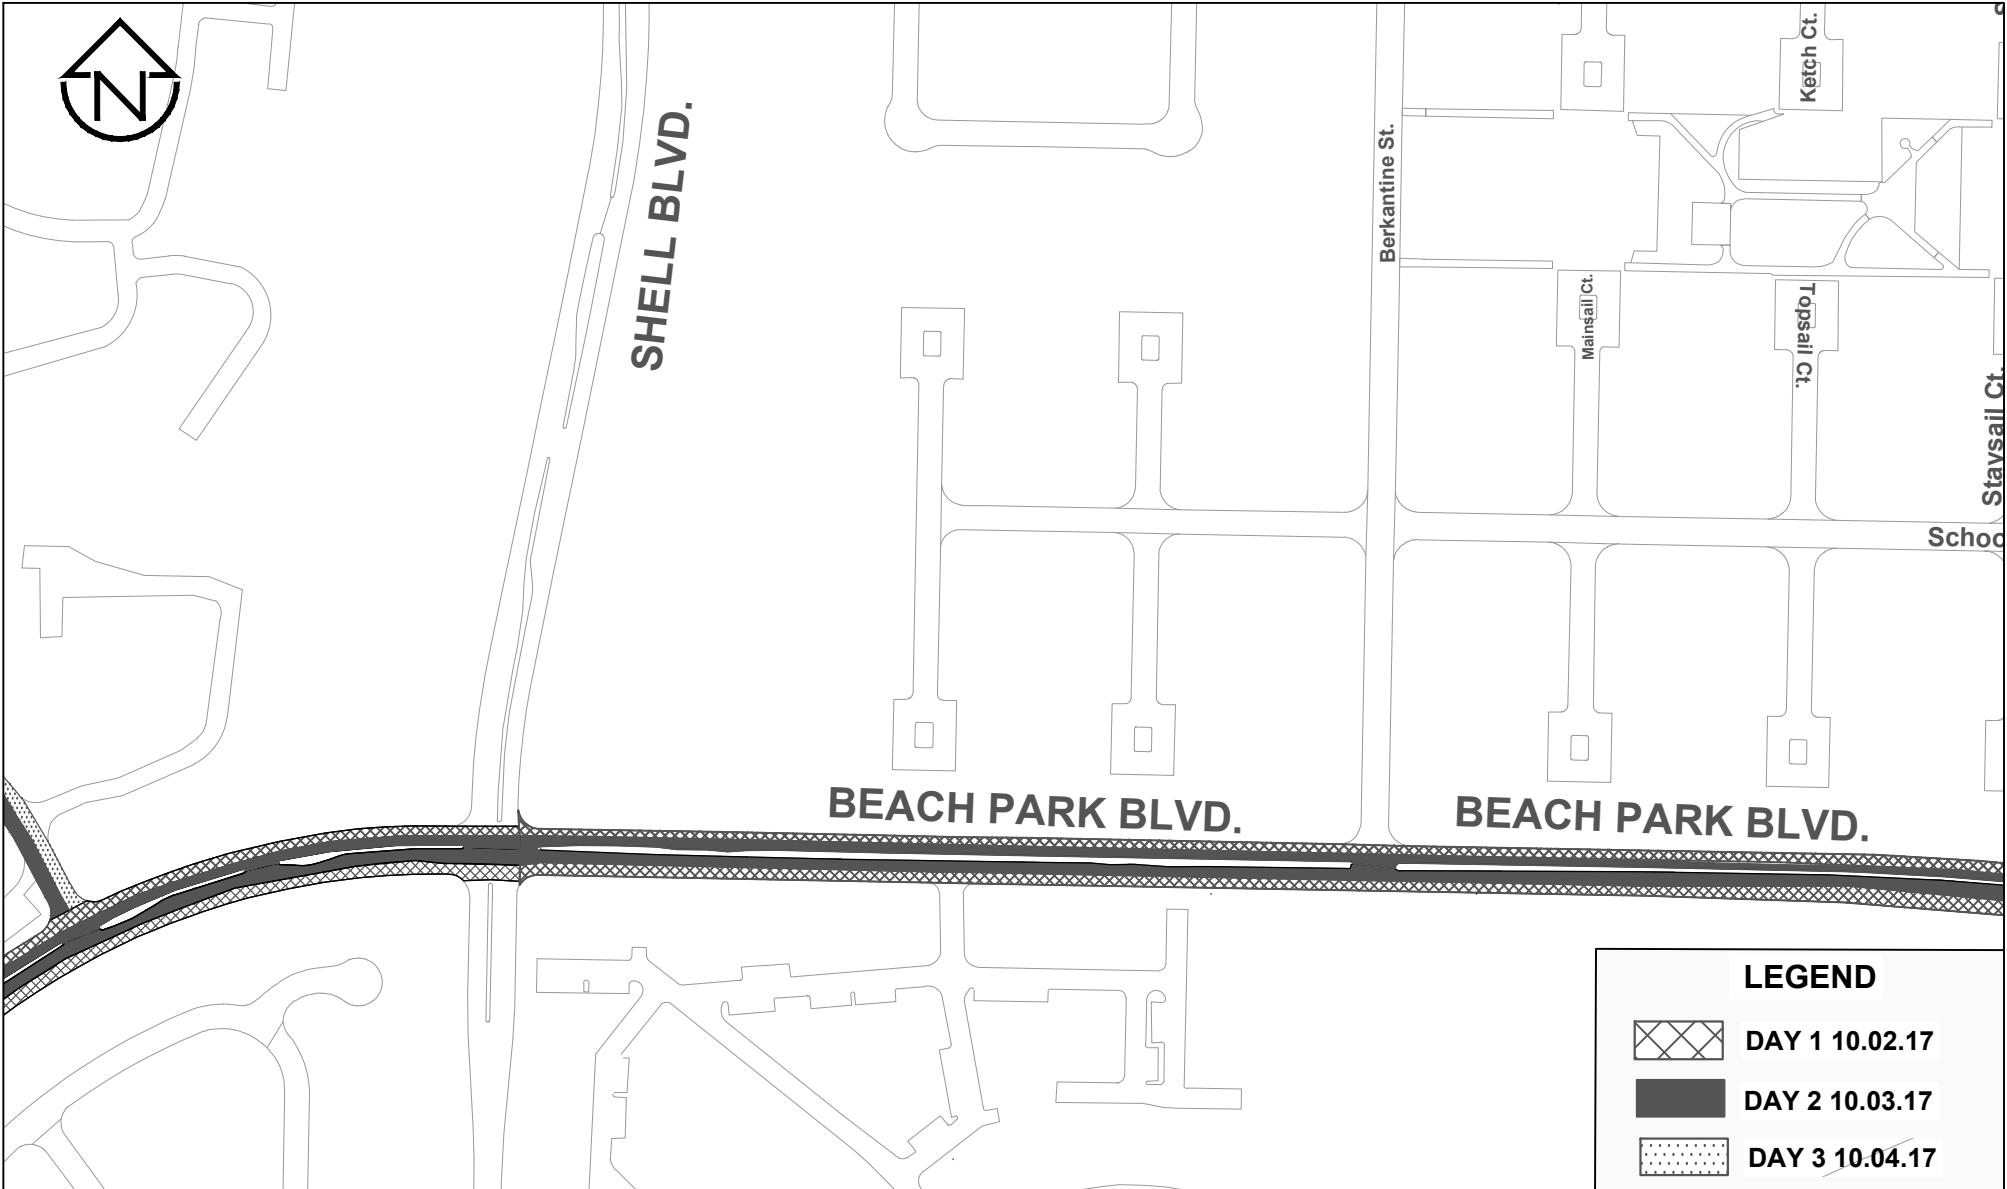 N
Ketch Ct.
SHELL BLVD.
Berkantine St.
Mainsail Ct.
Topsail Ct.
Staysail Ct.
Schoo
BEACH PARK BLVD.
BEACH PARK BLVD.
LEGEND
DAY 1 10.02.17
DAY 2 10.03.17
DAY 3 10.04.17